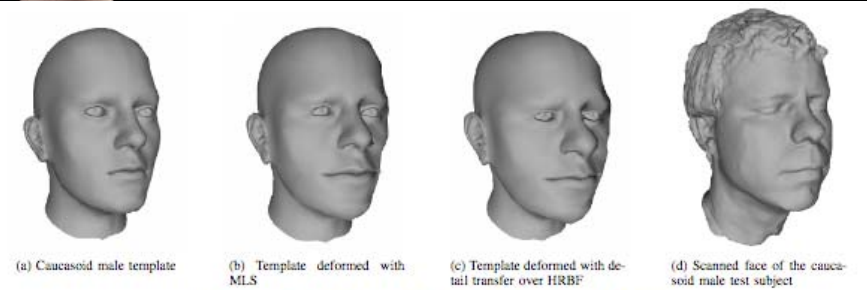 (a) Caucasoid male template
(b) Template deformed with
MLS
(c) Template deformed with de-
tail transfer over HRBF
(d) Scanned face of the cauca-
soid male test subject